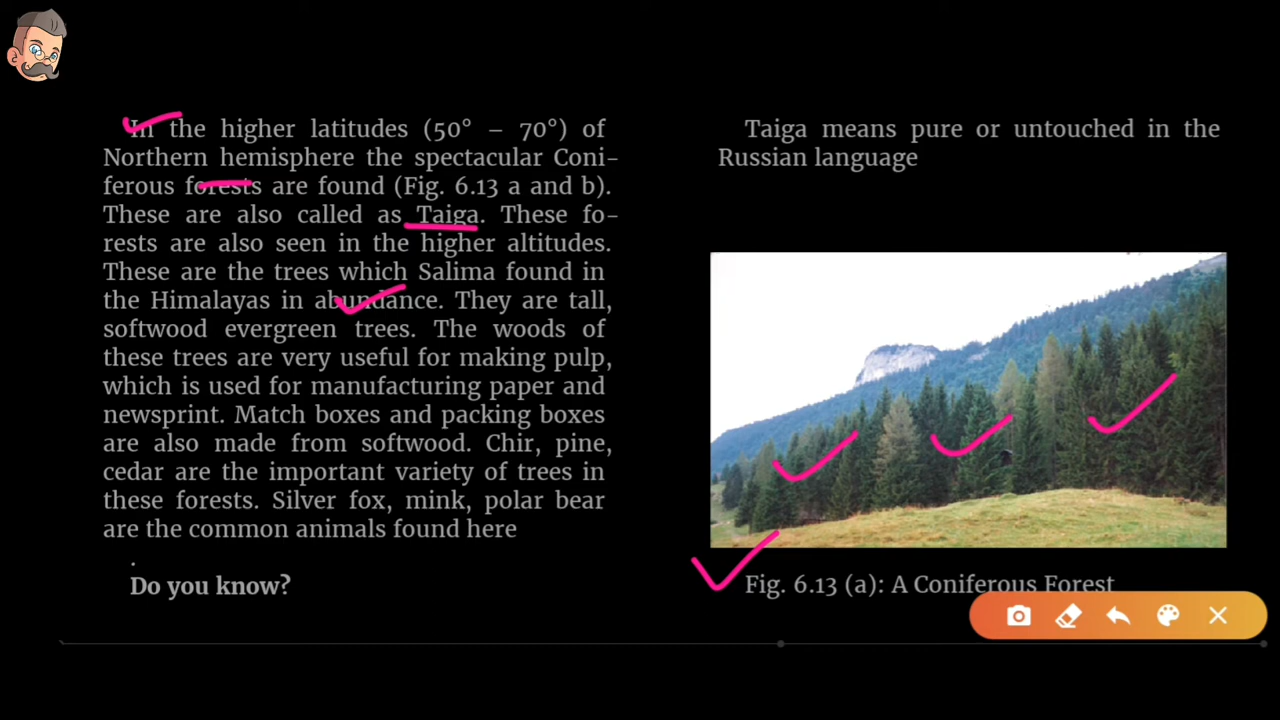 In the higher latitudes (50° – 70°) of
Northern hemisphere the spectacular Coni-
ferous forests are found (Fig. 6.13 a and b).
These are also called as Taiga. These fo-
rests are also seen in the higher altitudes.
These are the trees which Salima found in
the Himalayas in abundance. They are tall,
softwood evergreen trees. The woods of
these trees are very useful for making pulp,
which is used for manufacturing paper and
newsprint. Match boxes and packing boxes
are also made from softwood. Chir, pine,
cedar are the important variety of trees in
these forests. Silver fox, mink, polar bear
are the common animals found here
.
Do you know?
Taiga means pure or untouched in the
Russian language
Fig. 6.13 (a): A Coniferous Forest